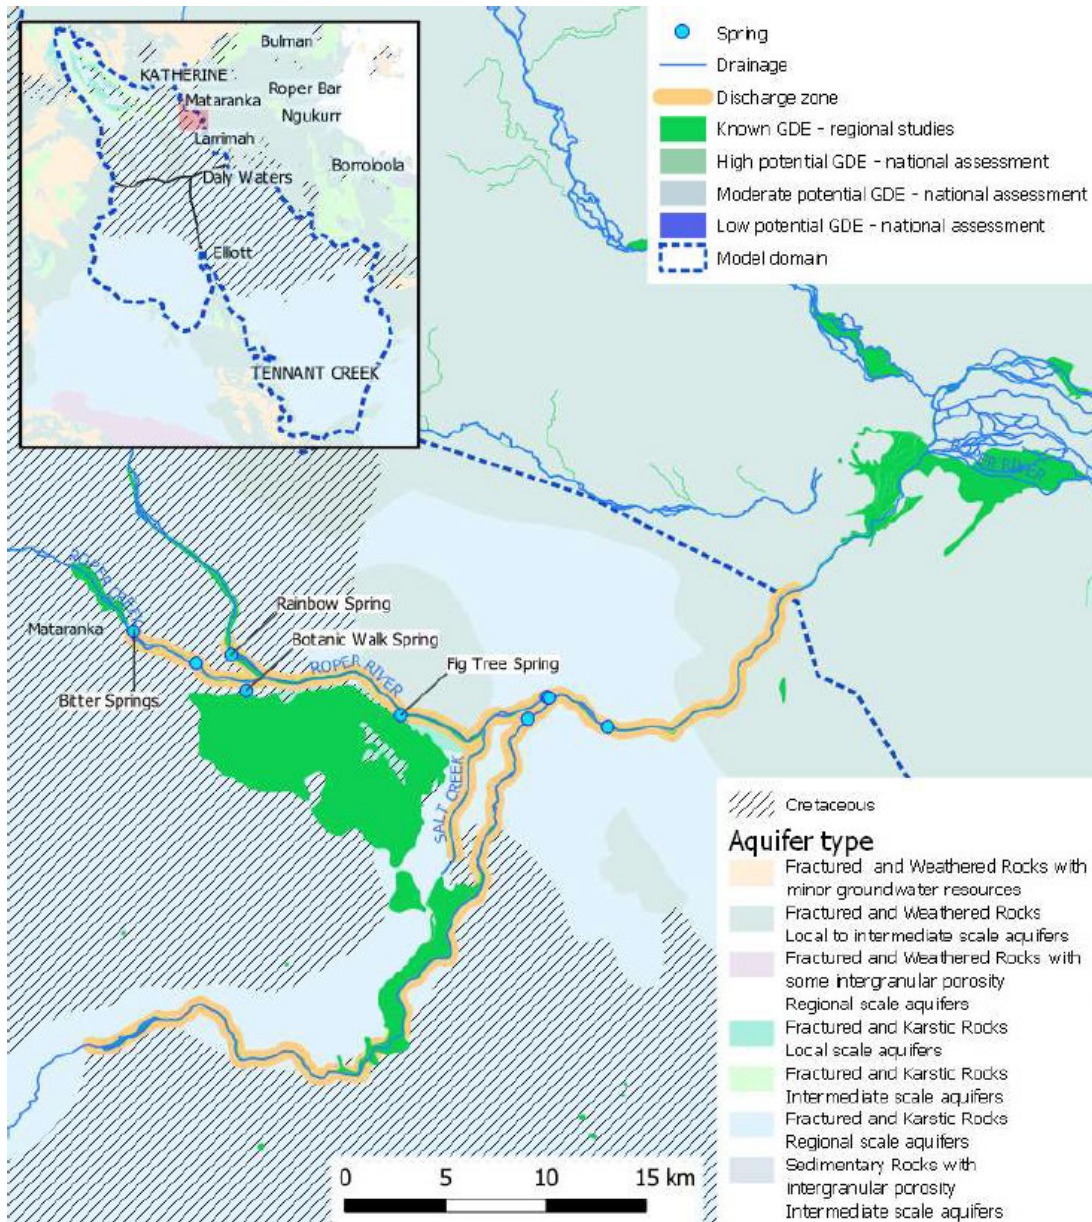 Bulman
KATHERINE
Mataranka
Roper Bar
Ngukurr
Larrimah
Borroloola
Daly Waters
Elliott
TENNANT CREEK
Spring
Drainage
Discharge zone
Known GDE - regional studies
High potential GDE - national assessment
Moderate potential GDE - national assessment
Low potential GDE - national assessment
Model domain
ER RIVER
ROPER CREEK
Mataranka
Rainbow Spring
Botanic Walk Spring
ROPER RIVER
Fig Tree Spring
Bitter Springs
SALT CREEK
Cretaceous
Aquifer type
Fractured and Weathered Rocks with
minor groundwater resources
Fractured and Weathered Rocks
Local to intermediate scale aquifers
Fractured and Weathered Rocks with
some intergranular porosity
Regional scale aquifers
Fractured and Karstic Rocks
Local scale aquifers
Fractured and Karstic Rocks
Intermediate scale aquifers
Fractured and Karstic Rocks
Regional scale aquifers
Sedimentary Rocks with
intergranular porosity
Intermediate scale aquifers
0 5 10 15 km